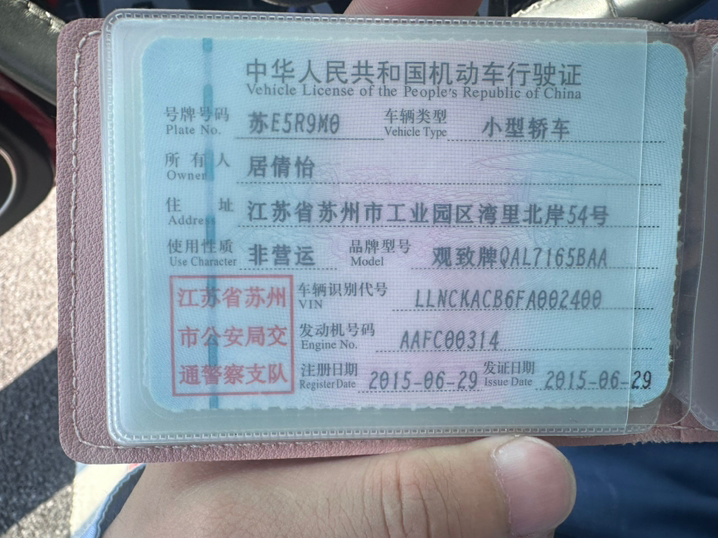 中华人民共和国机动车行驶证
Vehicle License of the People's Republic of China
号牌号码 苏E5R9M0 车辆类型 小型轿车
Plate No. Vehicle Type
所有人 居倩怡
Owner
住址 江苏省苏州市工业园区湾里北岸54号
Address
使用性质 非营运 品牌型号 观致牌QAL7165BAA
Use Character Model
江苏省苏州
市公安局交
通警察支队
车辆识别代号 LLNCKACB6FA002400
VIN
发动机号码 AAFC00314
Engine No.
注册日期 2015-06-29 发证日期 2015-06-29
Register Date Issue Date